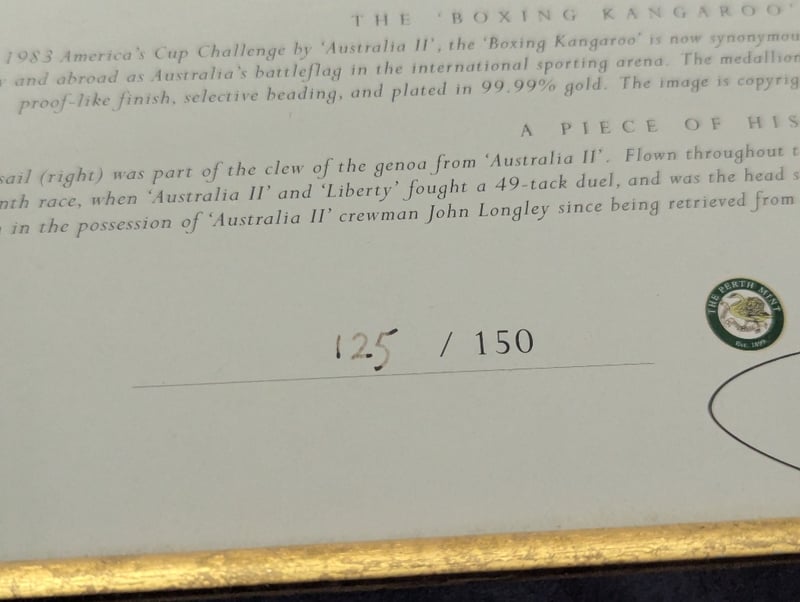 THE 'BOXING KANGAROO'
1983 America's Cup Challenge by 'Australia II', the 'Boxing Kangaroo' is now synonymou
and abroad as Australia's battleflag in the international sporting arena. The medallion
proof-like finish, selective beading, and plated in 99.99% gold. The image is copyrig
A PIECE OF HIS
sail (right) was part of the clew of the genoa from 'Australia II'. Flown throughout t
nth race, when 'Australia II' and 'Liberty' fought a 49-tack duel, and was the head s
in the possession of 'Australia II' crewman John Longley since being retrieved from
THE PERTH MINT
Est. 1899
125 / 150